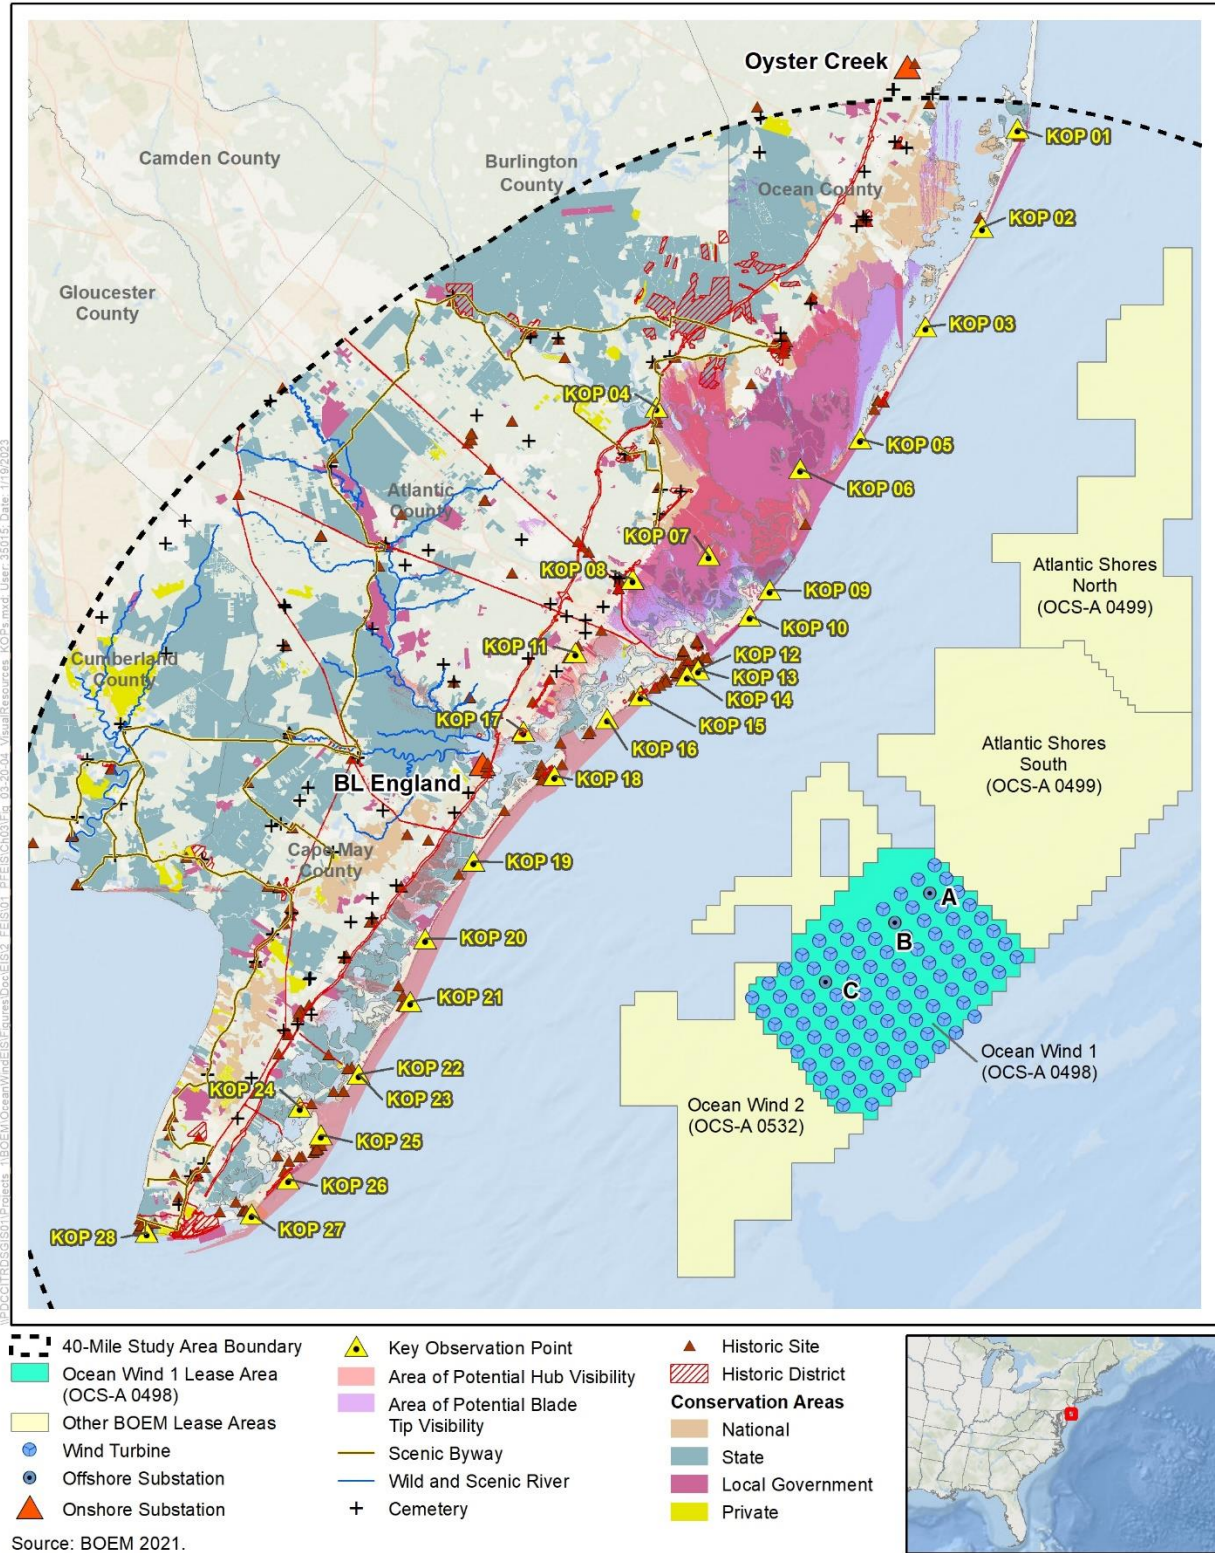 Oyster Creek
KOP 01
Camden County
Burlington
County
Ocean County
KOP 02
Gloucester
County
KOP 03
KOP 04
KOP 05
KOP 06
Atlantic
County
KOP 07
KOP 08
KOP 09
KOP 10
Atlantic Shores
North
(OCS-A 0499)
KOP 11
KOP 12
KOP 13
KOP 14
Cumberland
County
KOP 15
KOP 16
KOP 17
KOP 18
BL England
Atlantic Shores
South
(OCS-A 0499)
Cape May
County
KOP 19
KOP 20
KOP 21
A
B
C
Ocean Wind 1
(OCS-A 0498)
KOP 22
KOP 23
KOP 24
KOP 25
Ocean Wind 2
(OCS-A 0532)
KOP 26
KOP 27
KOP 28
40-Mile Study Area Boundary
Ocean Wind 1 Lease Area
(OCS-A 0498)
Other BOEM Lease Areas
Wind Turbine
Offshore Substation
Onshore Substation
Key Observation Point
Area of Potential Hub Visibility
Area of Potential Blade
Tip Visibility
Scenic Byway
Wild and Scenic River
Cemetery
Historic Site
Historic District
Conservation Areas
National
State
Local Government
Private
Source: BOEM 2021.